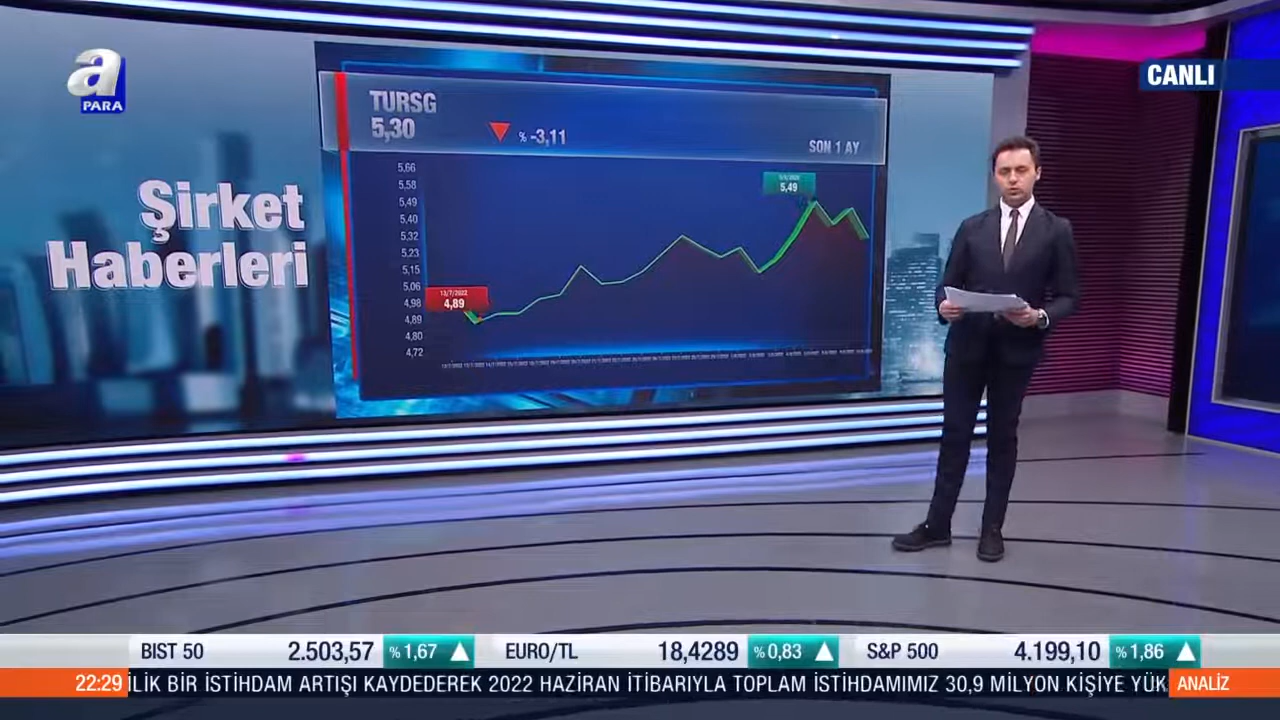 a
PARA
CANLI
Şirket
Haberleri
TURSG
5,30
% -3,11
SON 1 AY
5,66
5,58
5,49
5,40
5,32
5,23
5,15
5,06
4,98
4,89
4,80
4,72
5,49
13/7/2022
4,89
BIST 50 2.503,57 % 1,67 EURO/TL 18,4289 % 0,83 S&P 500 4.199,10 % 1,86
22:29 İLİK BİR İSTİHDAM ARTIŞI KAYDEDEREK 2022 HAZİRAN İTİBARIYLA TOPLAM İSTİHDAMIMIZ 30,9 MİLYON KİŞİYE YÜK ANALİZ